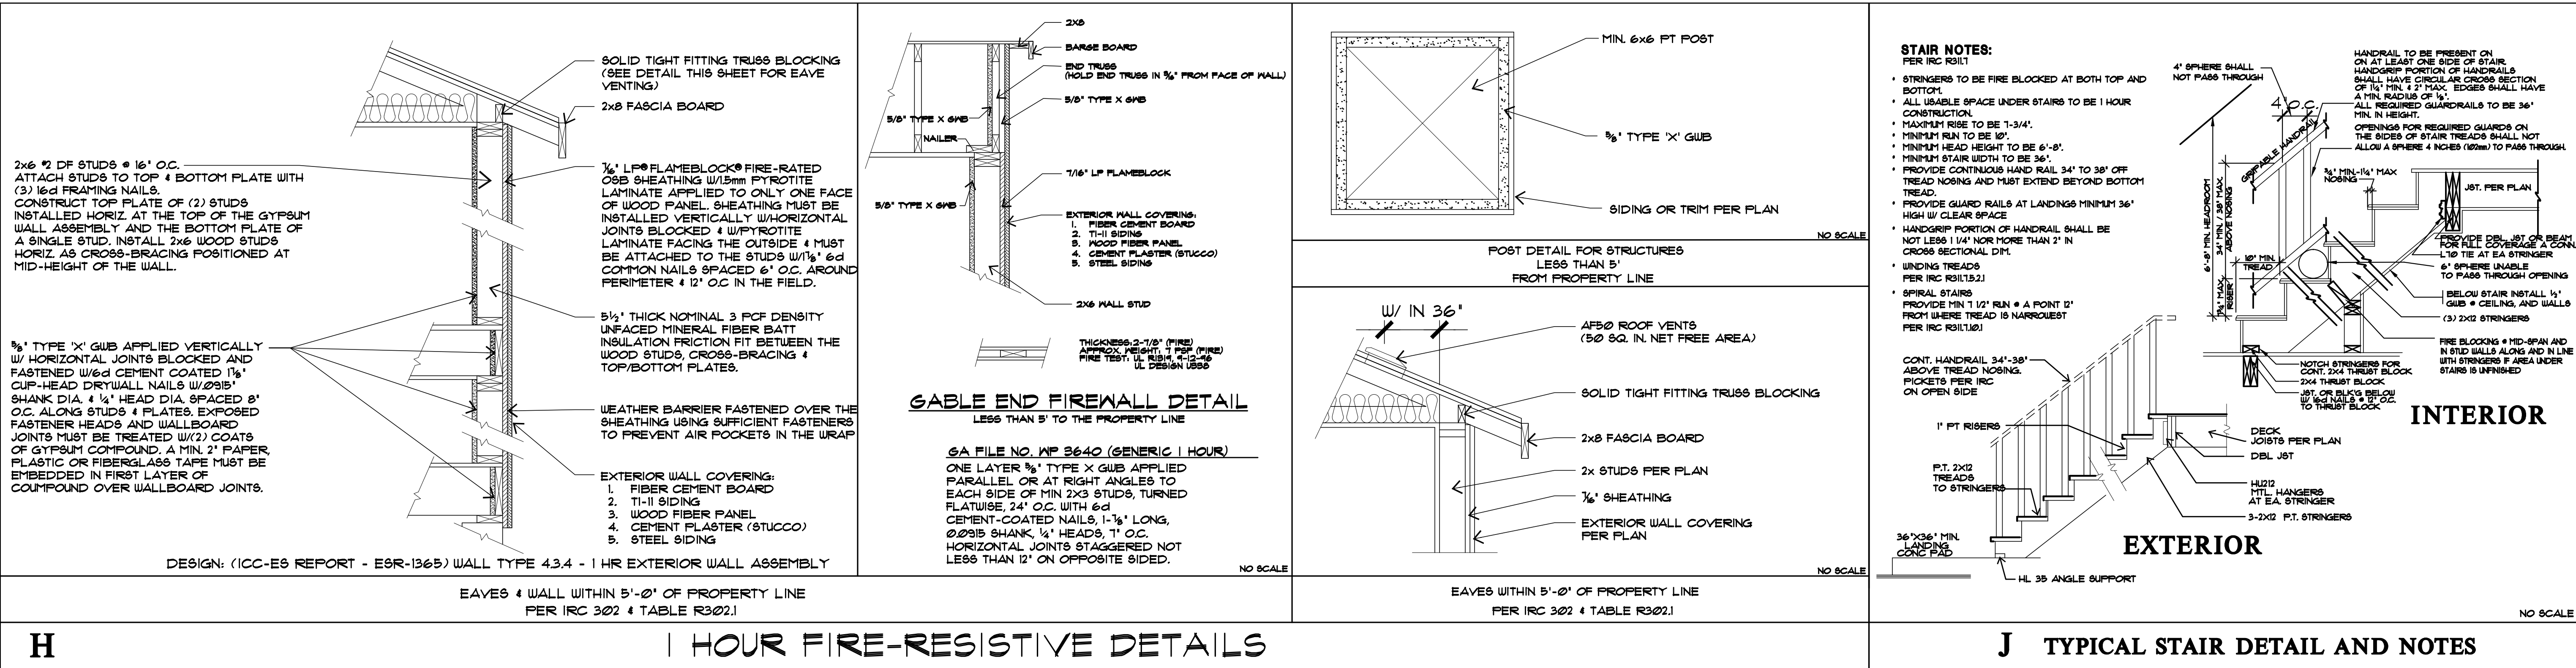 SOLID TIGHT FITTING TRUSS BLOCKING
(SEE DETAIL THIS SHEET FOR EAVE
VENTING)
2x8 FASCIA BOARD
2x6 #2 DF STUDS @ 16" O.C.
ATTACH STUDS TO TOP & BOTTOM PLATE WITH
(3) 16d FRAMING NAILS.
CONSTRUCT TOP PLATE OF (2) STUDS
INSTALLED HORIZ. AT THE TOP OF THE GYPSUM
WALL ASSEMBLY AND THE BOTTOM PLATE OF
A SINGLE STUD. INSTALL 2x6 WOOD STUDS
HORIZ. AS CROSS-BRACING POSITIONED AT
MID-HEIGHT OF THE WALL.
7/16" LP® FLAMEBLOCK® FIRE-RATED
OSB SHEATHING W/1.5mm PYROTITE
LAMINATE APPLIED TO ONLY ONE FACE
OF WOOD PANEL. SHEATHING MUST BE
INSTALLED VERTICALLY W/HORIZONTAL
JOINTS BLOCKED & W/PYROTITE
LAMINATE FACING THE OUTSIDE & MUST
BE ATTACHED TO THE STUDS W/1 7/8" 6d
COMMON NAILS SPACED 6" O.C. AROUND
PERIMETER & 12" O.C IN THE FIELD.
5 1/2" THICK NOMINAL 3 PCF DENSITY
UNFACED MINERAL FIBER BATT
INSULATION FRICTION FIT BETWEEN THE
WOOD STUDS, CROSS-BRACING &
TOP/BOTTOM PLATES.
5/8" TYPE 'X' GWB APPLIED VERTICALLY
W/ HORIZONTAL JOINTS BLOCKED AND
FASTENED W/6d CEMENT COATED 1 7/8"
CUP-HEAD DRYWALL NAILS W/.0915"
SHANK DIA. & 1/4" HEAD DIA. SPACED 8"
O.C. ALONG STUDS & PLATES. EXPOSED
FASTENER HEADS AND WALLBOARD
JOINTS MUST BE TREATED W/(2) COATS
OF GYPSUM COMPOUND. A MIN. 2" PAPER,
PLASTIC OR FIBERGLASS TAPE MUST BE
EMBEDDED IN FIRST LAYER OF
COUMPOUND OVER WALLBOARD JOINTS.
WEATHER BARRIER FASTENED OVER THE
SHEATHING USING SUFFICIENT FASTENERS
TO PREVENT AIR POCKETS IN THE WRAP
EXTERIOR WALL COVERING:
1. FIBER CEMENT BOARD
2. T1-11 SIDING
3. WOOD FIBER PANEL
4. CEMENT PLASTER (STUCCO)
5. STEEL SIDING
DESIGN: (ICC-ES REPORT - ESR-1365) WALL TYPE 4.3.4 - 1 HR EXTERIOR WALL ASSEMBLY
EAVES & WALL WITHIN 5'-0" OF PROPERTY LINE
PER IRC 302 & TABLE R302.1
2X8
BARGE BOARD
END TRUSS
(HOLD END TRUSS IN 5/8" FROM FACE OF WALL)
5/8" TYPE X GWB
5/8" TYPE X GWB
NAILER
7/16" LP FLAMEBLOCK
5/8" TYPE X GWB
EXTERIOR WALL COVERING:
1. FIBER CEMENT BOARD
2. T1-11 SIDING
3. WOOD FIBER PANEL
4. CEMENT PLASTER (STUCCO)
5. STEEL SIDING
2X6 WALL STUD
THICKNESS:2-7/8" (FIRE)
APPROX. WEIGHT: 7 PSF (FIRE)
FIRE TEST: UL R1319, 9-12-96
UL DESIGN
GABLE END FIREWALL DETAIL
LESS THAN 5' TO THE PROPERTY LINE
GA FILE NO. WP 3640 (GENERIC 1 HOUR)
ONE LAYER 5/8" TYPE X GWB APPLIED
PARALLEL OR AT RIGHT ANGLES TO
EACH SIDE OF MIN 2X3 STUDS, TURNED
FLATWISE, 24" O.C. WITH 6d
CEMENT-COATED NAILS, 1-7/8" LONG,
0.0915 SHANK, 1/4" HEADS, 7" O.C.
HORIZONTAL JOINTS STAGGERED NOT
LESS THAN 12" ON OPPOSITE SIDED.
NO SCALE
MIN. 6x6 PT POST
5/8" TYPE 'X' GWB
SIDING OR TRIM PER PLAN
NO SCALE
POST DETAIL FOR STRUCTURES
LESS THAN 5'
FROM PROPERTY LINE
W/ IN 36"
AF50 ROOF VENTS
(50 SQ. IN. NET FREE AREA)
SOLID TIGHT FITTING TRUSS BLOCKING
2x8 FASCIA BOARD
2x STUDS PER PLAN
7/16" SHEATHING
EXTERIOR WALL COVERING
PER PLAN
NO SCALE
EAVES WITHIN 5'-0" OF PROPERTY LINE
PER IRC 302 & TABLE R302.1
H
1 HOUR FIRE-RESISTIVE DETAILS
STAIR NOTES:
PER IRC R311.7
* STRINGERS TO BE FIRE BLOCKED AT BOTH TOP AND
BOTTOM.
* ALL USABLE SPACE UNDER STAIRS TO BE 1 HOUR
CONSTRUCTION.
* MAXIMUM RISE TO BE 7-3/4".
* MINIMUM RUN TO BE 10".
* MINIMUM HEAD HEIGHT TO BE 6'-8".
* MINIMUM STAIR WIDTH TO BE 36".
* PROVIDE CONTINUOUS HAND RAIL 34" TO 38" OFF
TREAD NOSING AND MUST EXTEND BEYOND BOTTOM
TREAD.
* PROVIDE GUARD RAILS AT LANDINGS MINIMUM 36"
HIGH W/ CLEAR SPACE
* HANDGRIP PORTION OF HANDRAIL SHALL BE
NOT LESS 1 1/4" NOR MORE THAN 2" IN
CROSS SECTIONAL DIM.
* WINDING TREADS
PER IRC R311.7.5.2.1
* SPIRAL STAIRS
PROVIDE MIN 7 1/2" RUN @ A POINT 12"
FROM WHERE TREAD IS NARROWEST
PER IRC R311.7.10.1
4" SPHERE SHALL
NOT PASS THROUGH
HANDRAIL TO BE PRESENT ON
ON AT LEAST ONE SIDE OF STAIR.
HANDGRIP PORTION OF HANDRAILS
SHALL HAVE CIRCULAR CROSS SECTION
OF 1 1/4" MIN. & 2" MAX. EDGES SHALL HAVE
A MIN. RADIUS OF 1/8".
ALL REQUIRED GUARDRAILS TO BE 36"
MIN. IN HEIGHT.
OPENINGS FOR REQUIRED GUARDS ON
THE SIDES OF STAIR TREADS SHALL NOT
ALLOW A SPHERE 4 INCHES (102mm) TO PASS THROUGH.
4" O.C.
GRIPABLE HANDRAIL
3/4" MIN.-1 1/4" MAX
NOSING
JST. PER PLAN
6'-8" MIN. HEADROOM
34" MIN. / 38" MAX.
ABOVE NOSING
10" MIN.
TREAD
7 3/4" MAX.
RISER
PROVIDE DBL JST OR BEAM
FOR FULL COVERAGE & CONN.
L70 TIE AT EA STRINGER
6" SPHERE UNABLE
TO PASS THROUGH OPENING
BELOW STAIR INSTALL 1/2"
GWB @ CEILING, AND WALLS
(3) 2X12 STRINGERS
FIRE BLOCKING @ MID-SPAN AND
IN STUD WALLS ALONG AND IN LINE
WITH STRINGERS IF AREA UNDER
STAIRS IS UNFINISHED
NOTCH STRINGERS FOR
CONT. 2X4 THRUST BLOCK
2X4 THRUST BLOCK
JST. OR BLK'G BELOW
W/ 16d NAILS @ 12" O.C.
TO THRUST BLOCK
INTERIOR
CONT. HANDRAIL 34"-38"
ABOVE TREAD NOSING.
PICKETS PER IRC
ON OPEN SIDE
1" PT RISERS
P.T. 2X12
TREADS
TO STRINGERS
36"X36" MIN.
LANDING
CONC PAD
DECK
JOISTS PER PLAN
DBL JST
HU212
MTL. HANGERS
AT EA. STRINGER
3-2X12 P.T. STRINGERS
EXTERIOR
HL 35 ANGLE SUPPORT
NO SCALE
J TYPICAL STAIR DETAIL AND NOTES